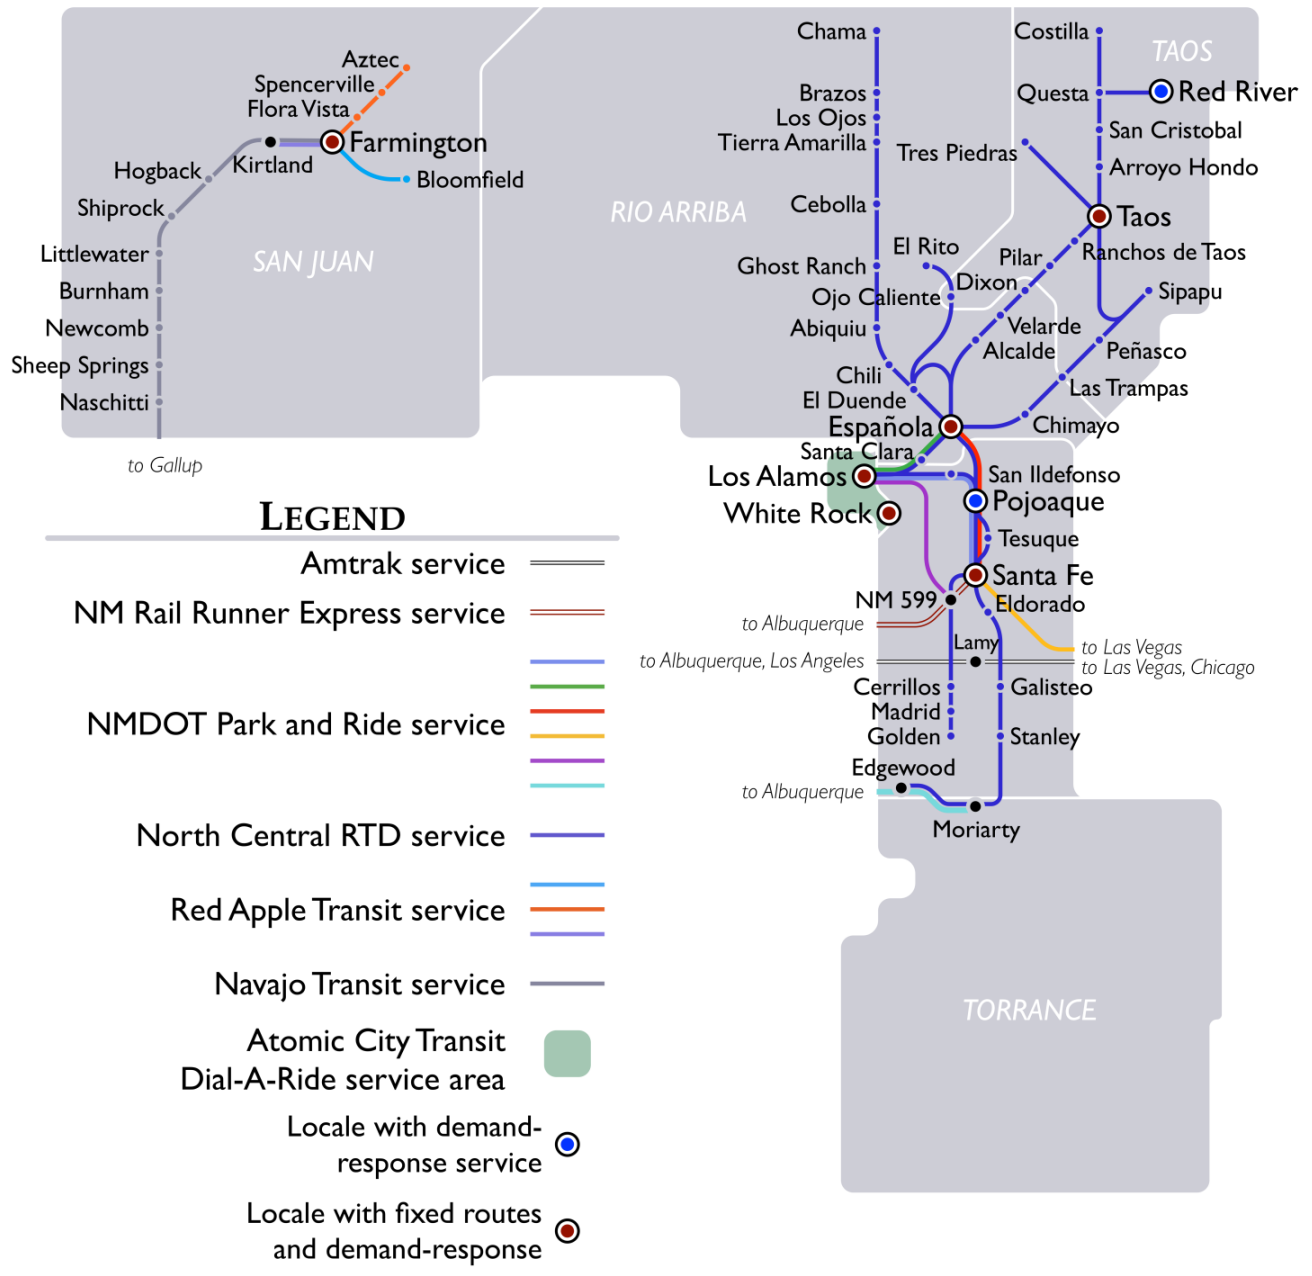 Chama
Costilla
TAOS
Aztec
Spencerville
Flora Vista
Brazos
Questa
Red River
Los Ojos
Tierra Amarilla
San Cristobal
Farmington
Kirtland
Tres Piedras
Arroyo Hondo
Hogback
Bloomfield
Shiprock
Cebolla
RIO ARRIBA
Taos
Littlewater
SAN JUAN
El Rito
Pilar
Ranchos de Taos
Ghost Ranch
Burnham
Ojo Caliente
Dixon
Sipapu
Newcomb
Abiquiu
Velarde
Alcalde
Peñasco
Sheep Springs
Chili
Las Trampas
Naschitti
El Duende
Española
Chimayo
to Gallup
Santa Clara
Los Alamos
San Ildefonso
White Rock
Pojoaque
Tesuque
Santa Fe
NM 599
Eldorado
to Albuquerque
Lamy
to Las Vegas
to Albuquerque, Los Angeles
to Las Vegas, Chicago
Cerrillos
Galisteo
Madrid
Golden
Stanley
Edgewood
to Albuquerque
Moriarty
TORRANCE
LEGEND
Amtrak service
NM Rail Runner Express service
NMDOT Park and Ride service
North Central RTD service
Red Apple Transit service
Navajo Transit service
Atomic City Transit
Dial-A-Ride service area
Locale with demand-
response service
Locale with fixed routes
and demand-response